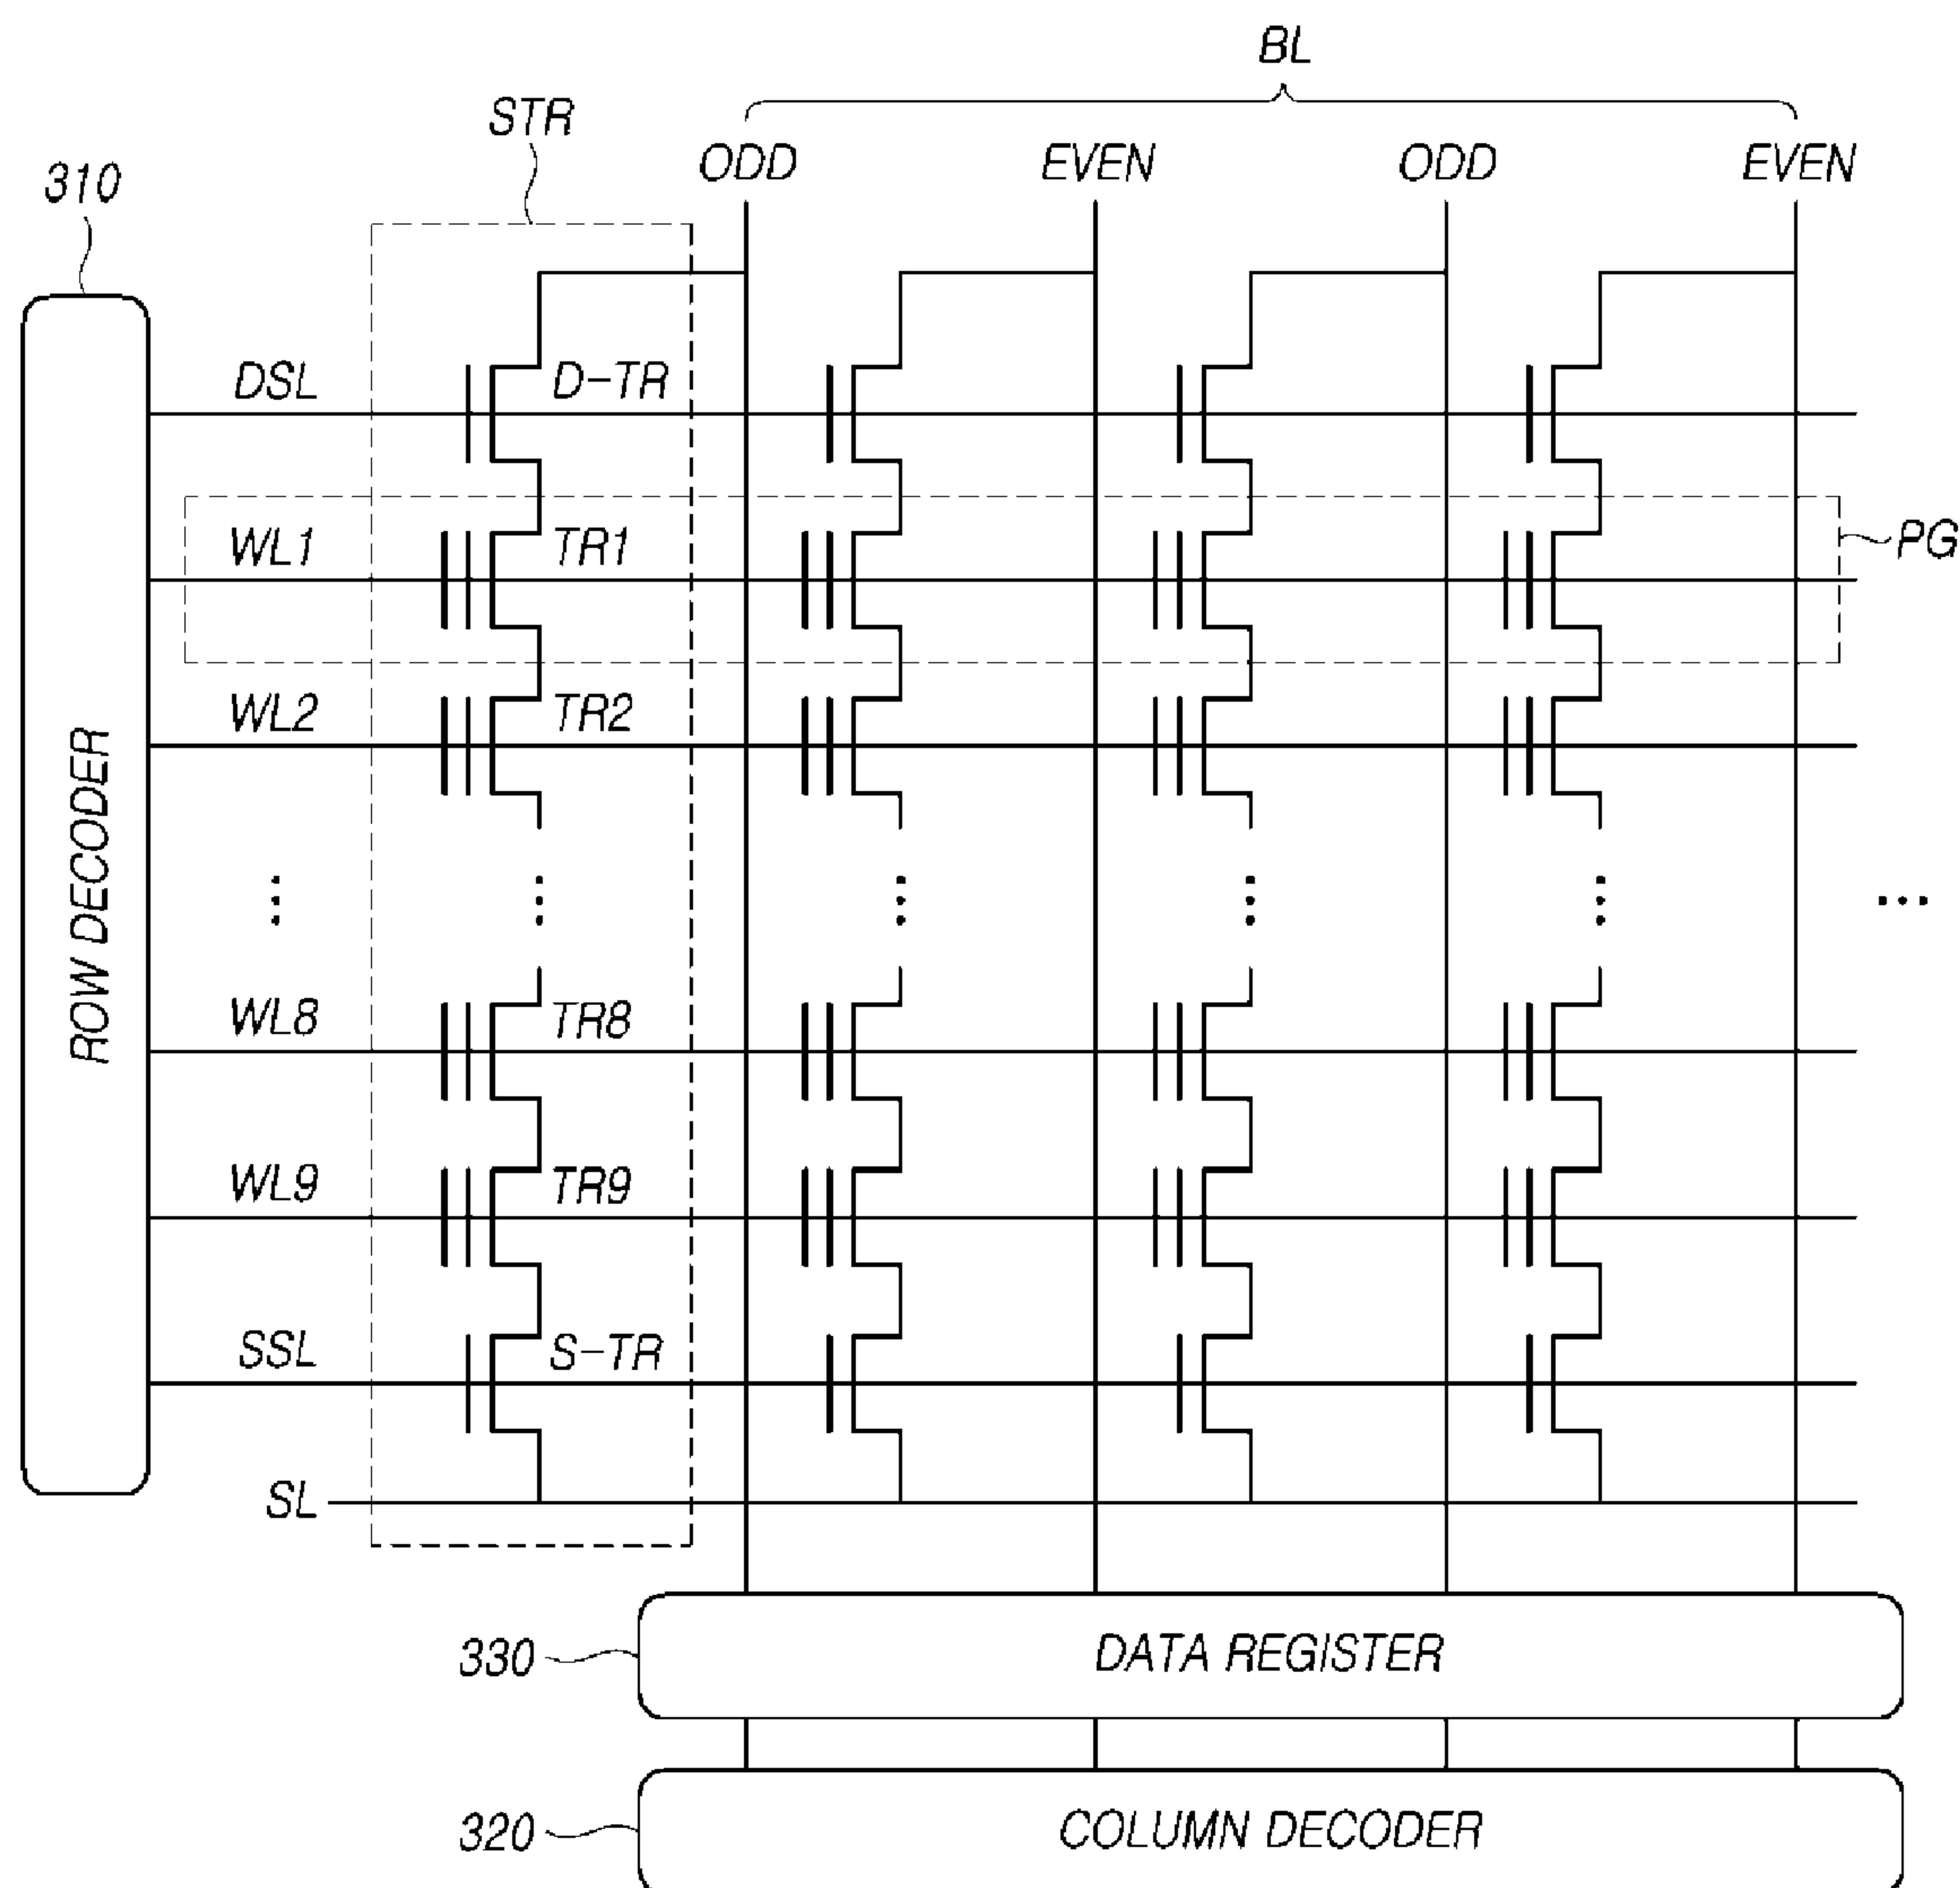 BL
STR
ODD EVEN ODD EVEN
310
DSL D-TR
WL1 TR1 PG
WL2 TR2
ROW DECODER
WL8 TR8
WL9 TR9
SSL S-TR
SL
330 DATA REGISTER
320 COLUMN DECODER